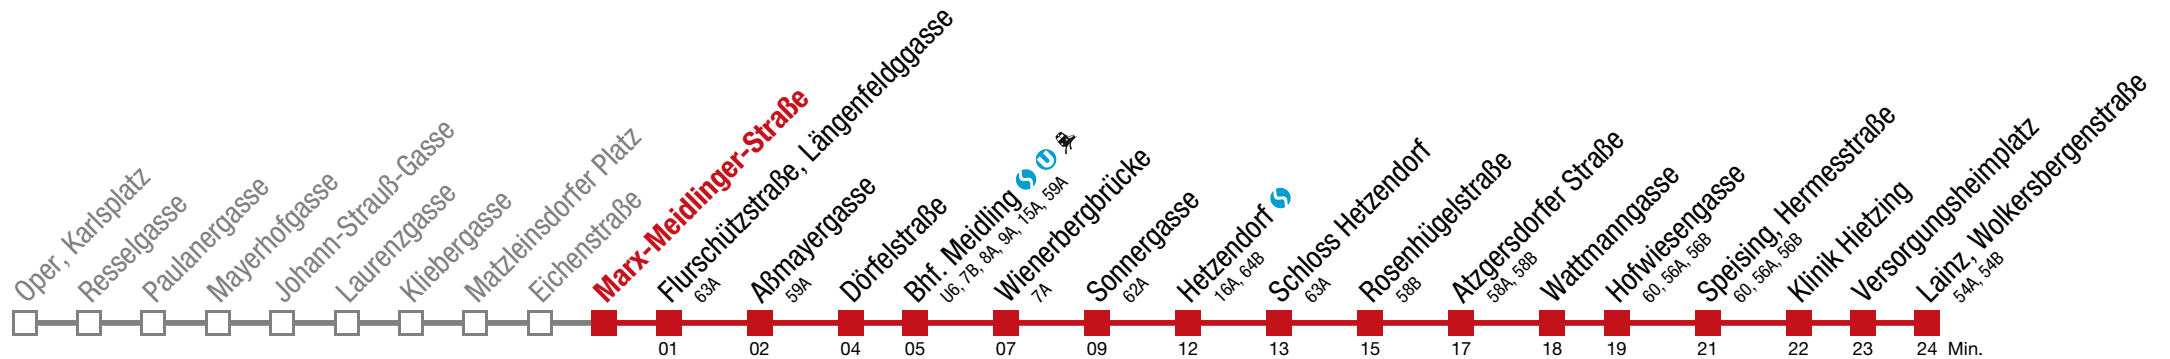 Oper, Karlsplatz
Resselgasse
Paulanergasse
Mayerhofgasse
Johann-Strauß-Gasse
Laurenzgasse
Kliebergasse
Matzleinsdorfer Platz
Eichenstraße
Marx-Meidlinger-Straße
Flurschützstraße, Längenfeldggasse
63A
Aßmayergasse
59A
Dörfelstraße
Bhf. Meidling S U
U6, 7B, 8A, 9A, 15A, 59A
Wienerbergbrücke
7A
Sonnergasse
62A
Hetzendorf S
16A, 64B
Schloss Hetzendorf
63A
Rosenhügelstraße
58B
Atzgersdorfer Straße
58A, 58B
Wattmanngasse
Hofwiesengasse
60, 56A, 56B
Speising, Hermesstraße
60, 56A, 56B
Klinik Hietzing
Versorgungsheimplatz
Lainz, Wolkersbergenstraße
54A, 54B
01 02 04 05 07 09 12 13 15 17 18 19 21 22 23 24 Min.